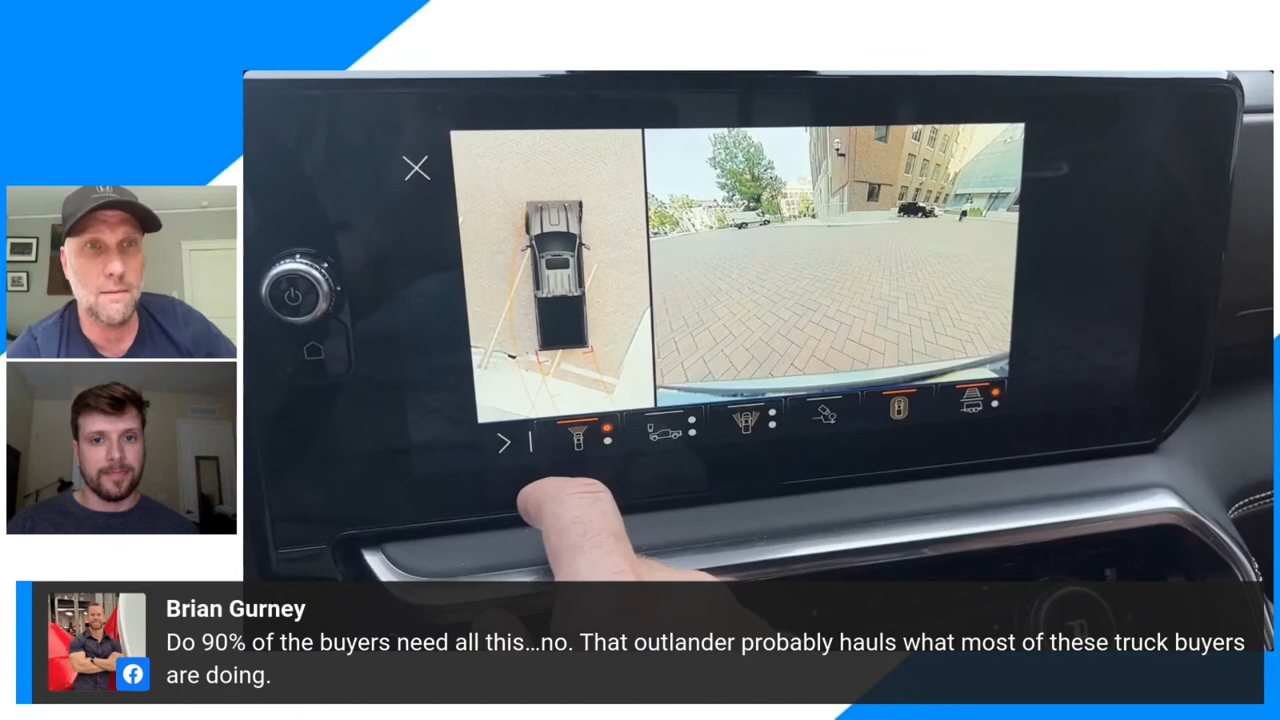 Brian Gurney
Do 90% of the buyers need all this...no. That outlander probably hauls what most of these truck buyers
are doing.